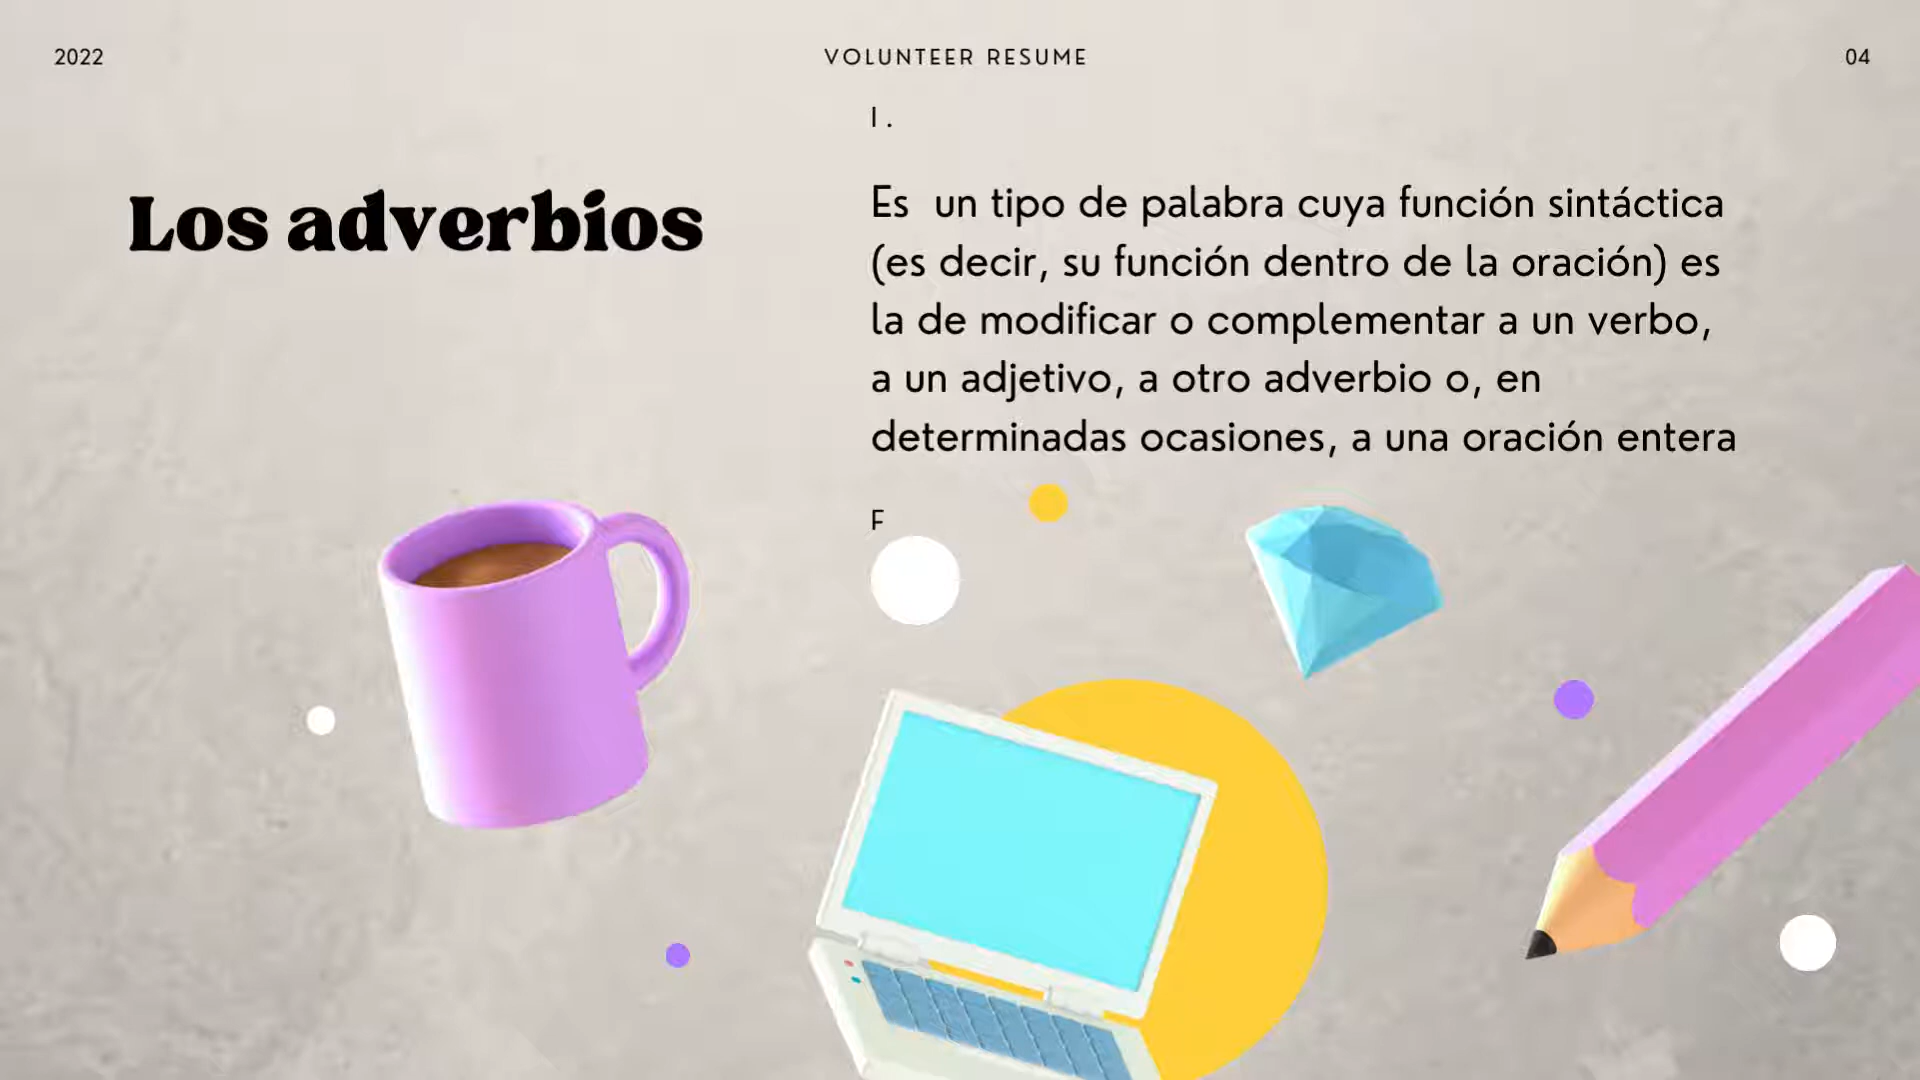 2022
VOLUNTEER RESUME
04
I.
Los adverbios
Es  un tipo de palabra cuya función sintáctica
(es decir, su función dentro de la oración) es
la de modificar o complementar a un verbo,
a un adjetivo, a otro adverbio o, en
determinadas ocasiones, a una oración entera
F